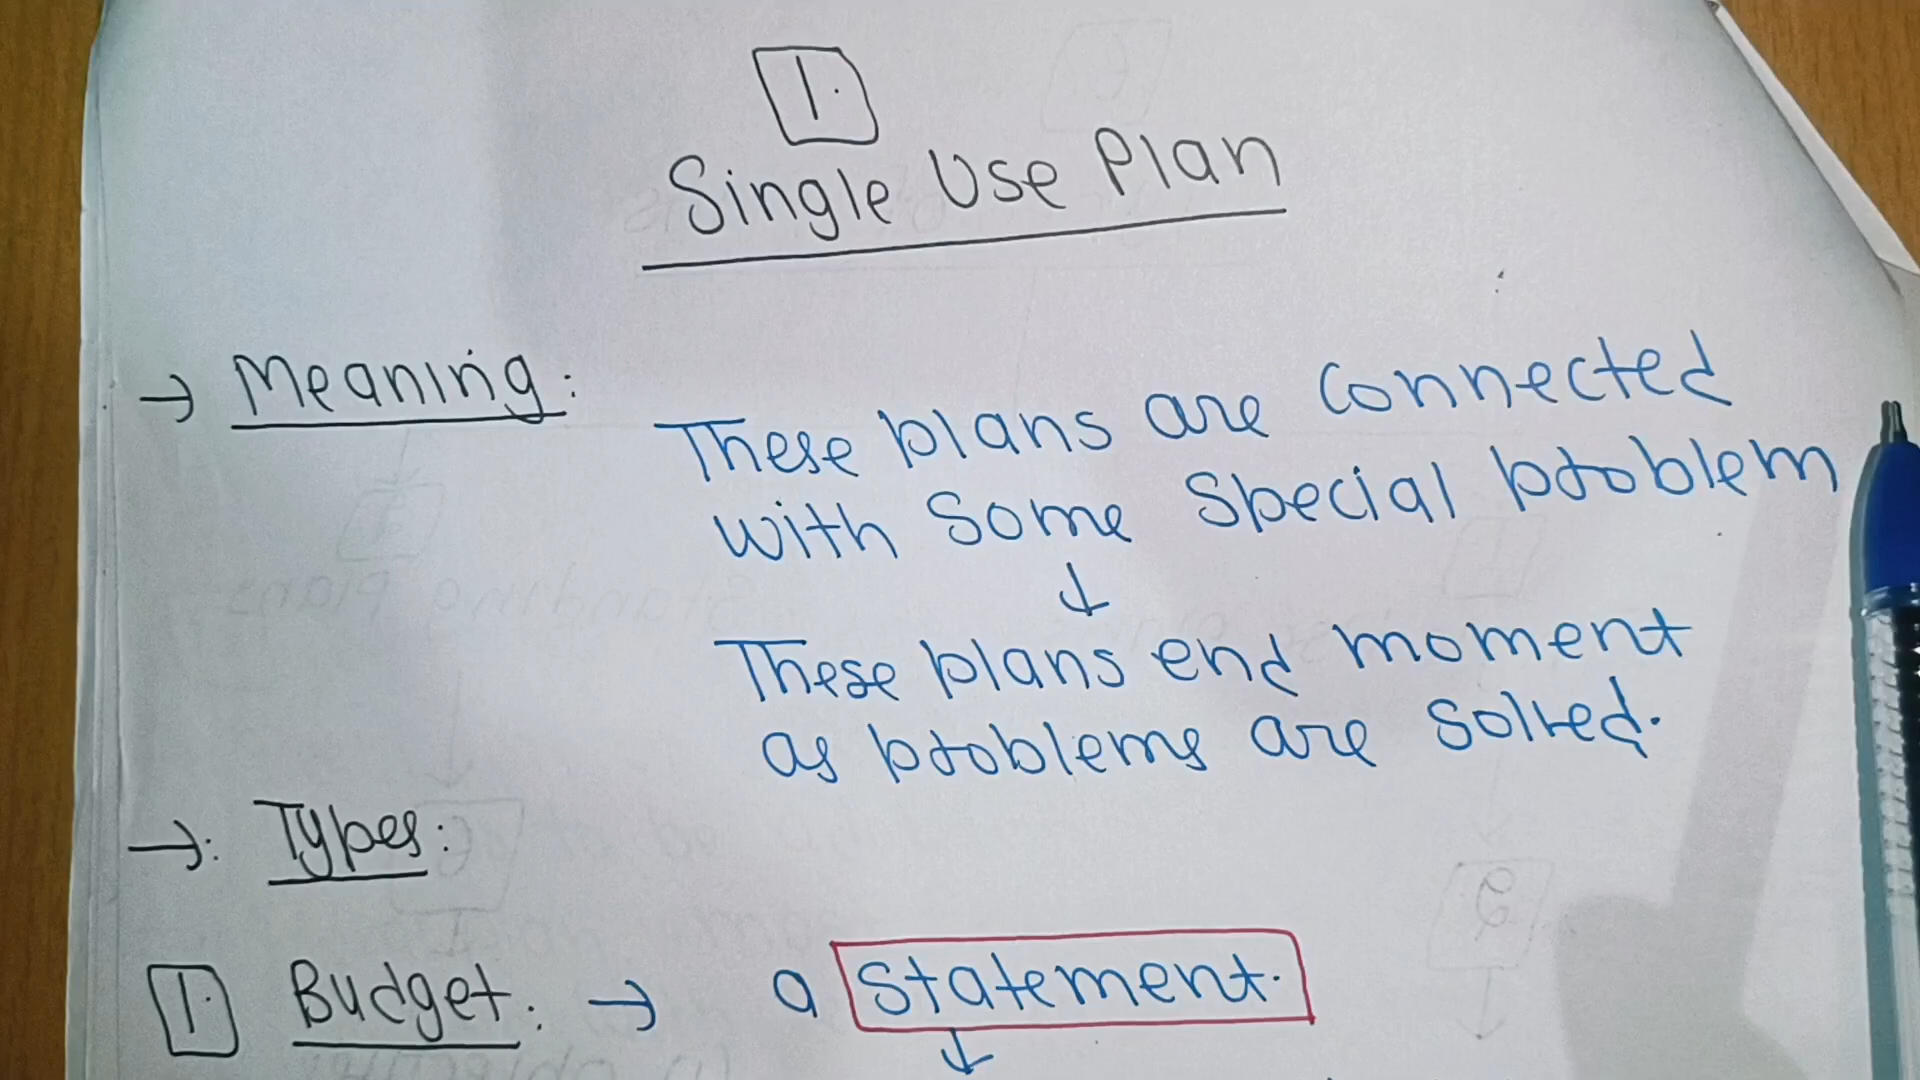 1.
Single Use Plan
→ Meaning:
These plans are connected
with some special problem
↓
These plans end moment
as problems are solved.
→: Types:
1. Budget: → a statement.
↓